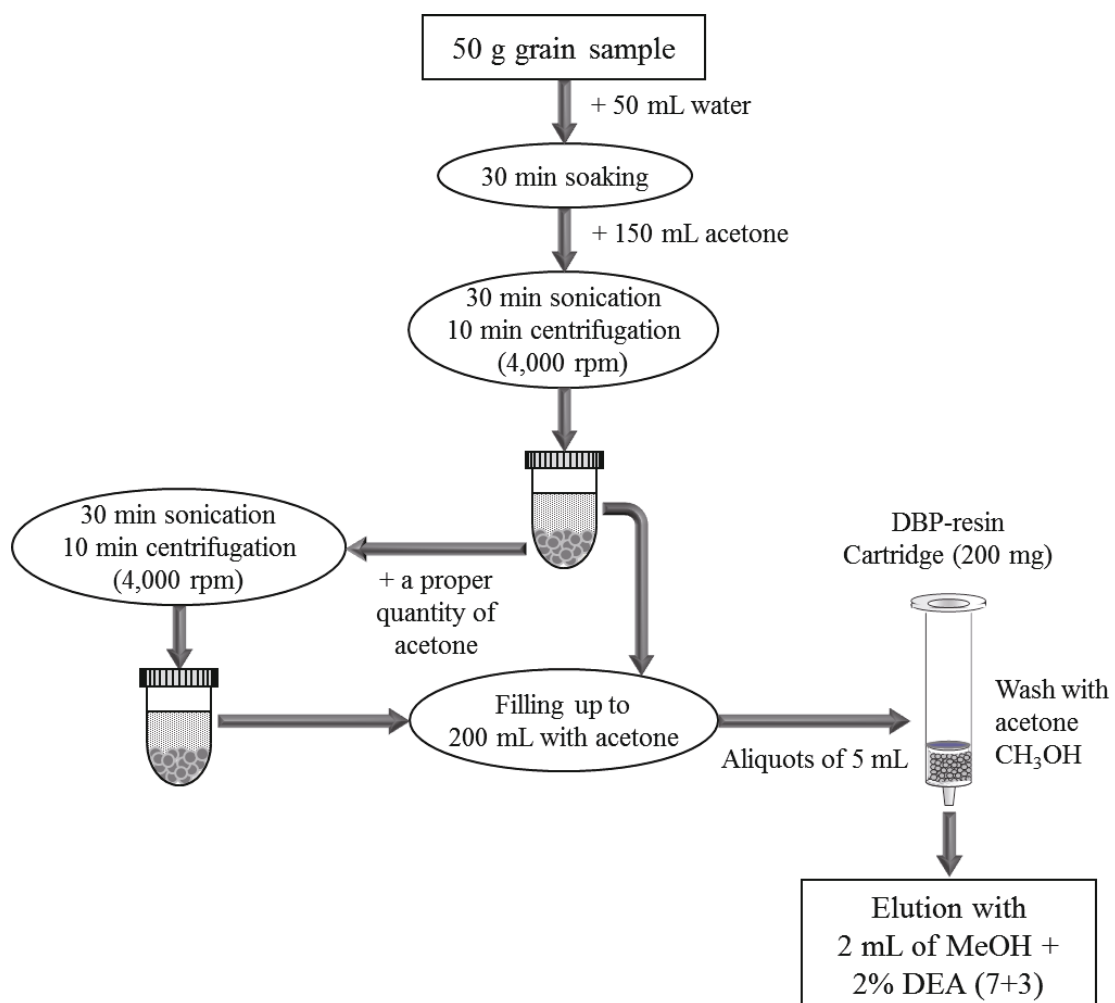 50 g grain sample
+ 50 mL water
30 min soaking
+ 150 mL acetone
30 min sonication
10 min centrifugation
(4,000 rpm)
30 min sonication
10 min centrifugation
(4,000 rpm)
+ a proper
quantity of
acetone
Filling up to
200 mL with acetone
Aliquots of 5 mL
DBP-resin
Cartridge (200 mg)
Wash with
acetone
CH₃OH
Elution with
2 mL of MeOH +
2% DEA (7+3)